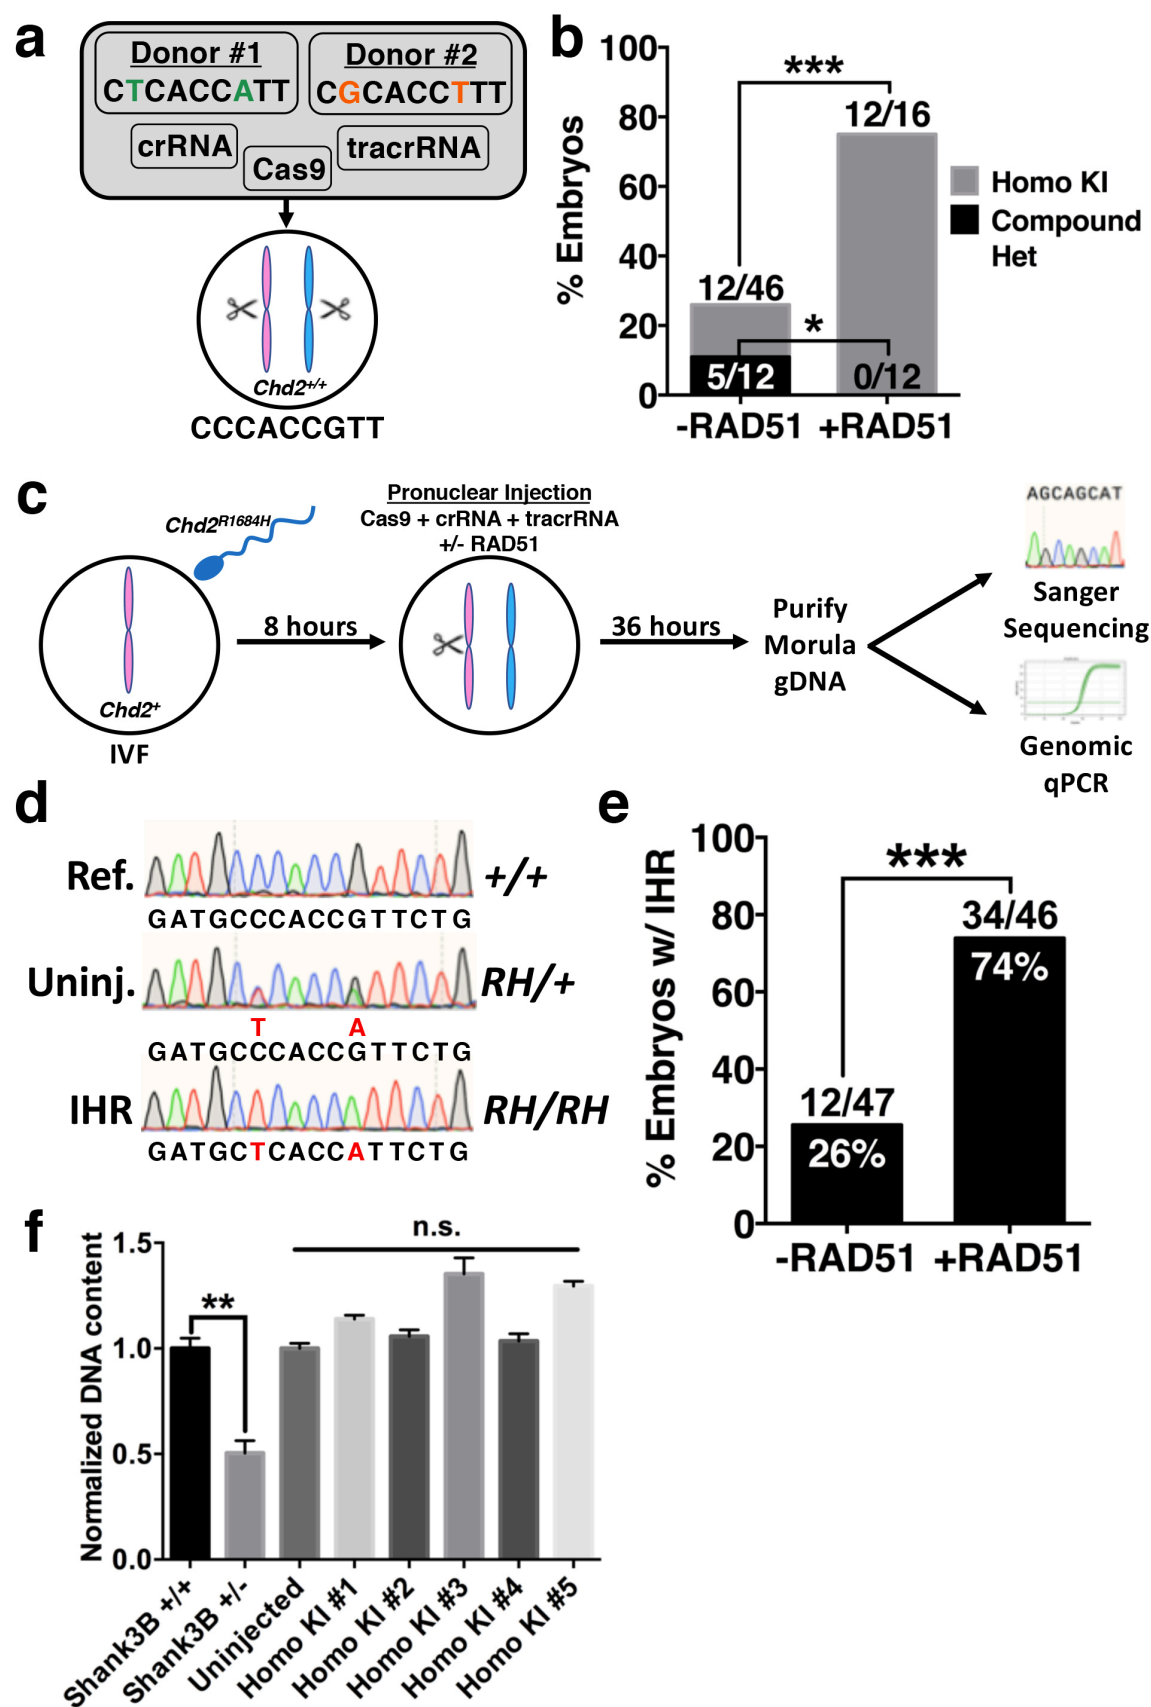 a
Donor #1
CTCACCATT
Donor #2
CGCACCTTT
crRNA
Cas9
tracrRNA
Chd2+/+
CCCACCGTT
b
% Embryos
100
80
60
40
20
0
***
12/16
12/46
*
5/12
0/12
-RAD51
+RAD51
Homo KI
Compound
Het
c
Chd2R1684H
Chd2+
IVF
8 hours
Pronuclear Injection
Cas9 + crRNA + tracrRNA
+/- RAD51
36 hours
Purify
Morula
gDNA
AGCAGCAT
Sanger
Sequencing
Genomic
qPCR
d
Ref.
+/+
GATGCCCACCGTTCTG
Uninj.
RH/+
T A
GATGCCCACCGTTCTG
IHR
RH/RH
GATGCTCACCATTCTG
e
% Embryos w/ IHR
100
80
60
40
20
0
***
34/46
74%
12/47
26%
-RAD51
+RAD51
f
Normalized DNA content
1.5
1.0
0.5
0.0
**
n.s.
Shank3B +/+
Shank3B +/-
Uninjected
Homo KI #1
Homo KI #2
Homo KI #3
Homo KI #4
Homo KI #5